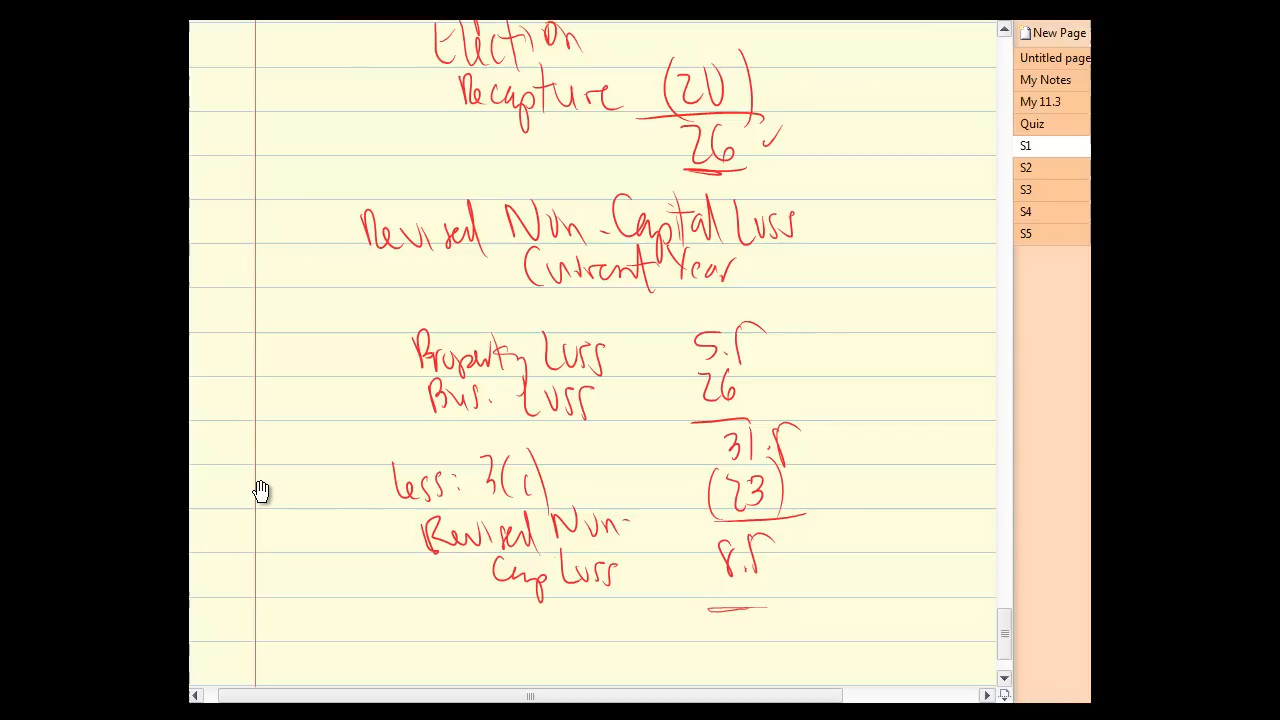 Election
Recapture (20)
26 ✓
Revised Non-Capital Loss
Current Year
Property Loss 5.5
Bus. Loss 26
31.5
Less: 3(c) (23)
Revised Non-
Cap Loss 8.5
New Page
Untitled page
My Notes
My 11.3
Quiz
S1
S2
S3
S4
S5